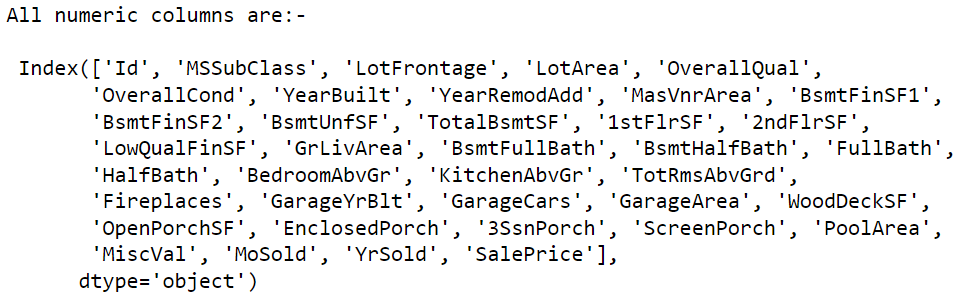 All numeric columns are:-
Index(['Id', 'MSSubClass', 'LotFrontage', 'LotArea', 'OverallQual',
'OverallCond', 'YearBuilt', 'YearRemodAdd', 'MasVnrArea', 'BsmtFinSF1',
'BsmtFinSF2', 'BsmtUnfSF', 'TotalBsmtSF', '1stFlrSF', '2ndFlrSF',
'LowQualFinSF', 'GrLivArea', 'BsmtFullBath', 'BsmtHalfBath', 'FullBath',
'HalfBath', 'BedroomAbvGr', 'KitchenAbvGr', 'TotRmsAbvGrd',
'Fireplaces', 'GarageYrBlt', 'GarageCars', 'GarageArea', 'WoodDeckSF',
'OpenPorchSF', 'EnclosedPorch', '3SsnPorch', 'ScreenPorch', 'PoolArea',
'MiscVal', 'MoSold', 'YrSold', 'SalePrice'],
dtype='object')